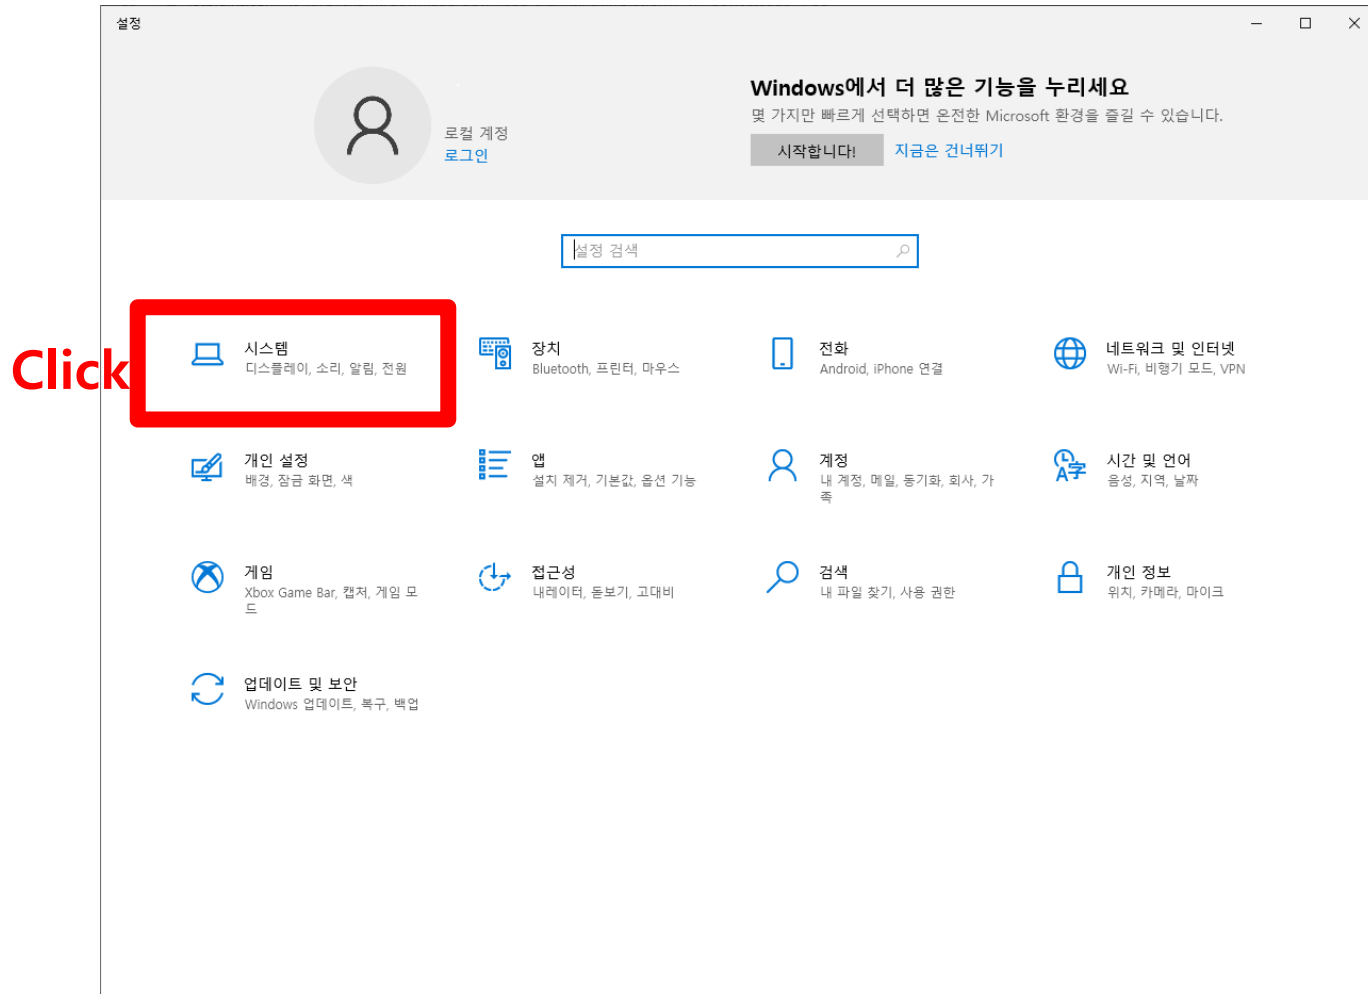 설정
Windows에서 더 많은 기능을 누리세요
몇 가지만 빠르게 선택하면 온전한 Microsoft 환경을 즐길 수 있습니다.
로컬 계정
로그인
시작합니다!
지금은 건너뛰기
설정 검색
Click
시스템
디스플레이, 소리, 알림, 전원
장치
Bluetooth, 프린터, 마우스
전화
Android, iPhone 연결
네트워크 및 인터넷
Wi-Fi, 비행기 모드, VPN
개인 설정
배경, 잠금 화면, 색
앱
설치 제거, 기본값, 옵션 기능
계정
내 계정, 메일, 동기화, 회사, 가
족
시간 및 언어
음성, 지역, 날짜
게임
Xbox Game Bar, 캡처, 게임 모
드
접근성
내레이터, 돋보기, 고대비
검색
내 파일 찾기, 사용 권한
개인 정보
위치, 카메라, 마이크
업데이트 및 보안
Windows 업데이트, 복구, 백업